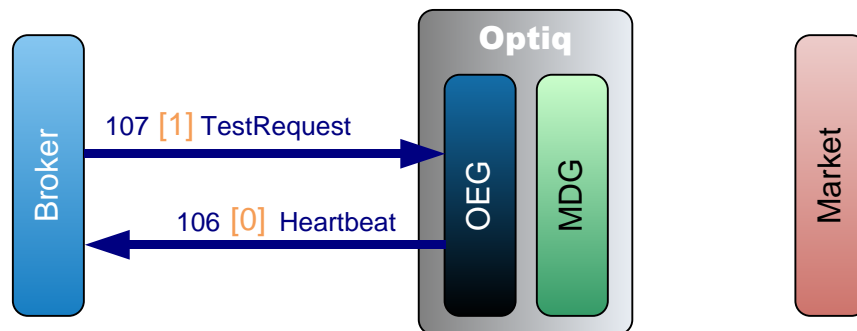 Optiq
Broker
107 [1] TestRequest
106 [0] Heartbeat
OEG
MDG
Market